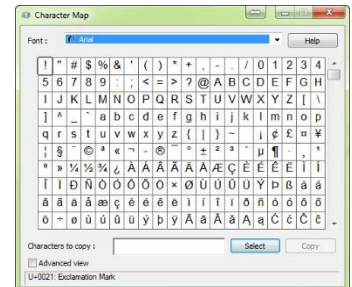 Character Map
Font :
Arial
Help
! " # $ % & ' ( ) * + , - . / 0 1 2 3 4
5 6 7 8 9 : ; < = > ? @ A B C D E F G H
I J K L M N O P Q R S T U V W X Y Z [ \
] ^ _ ` a b c d e f g h i j k l m n o p
q r s t u v w x y z { | } ~ ¡ ¢ £ ¤ ¥
¦ § ¨ © ª « ¬ - ® ¯ ° ± ² ³ ´ µ ¶ · ¸ ¹
º » ¼ ½ ¾ ¿ À Á Â Ã Ä Å Æ Ç È É Ê Ë Ì Í
Î Ï Ð Ñ Ò Ó Ô Õ Ö × Ø Ù Ú Û Ü Ý Þ ß à á
â ã ä å æ ç è é ê ë ì í î ï ð ñ ò ó ô õ
ö ÷ ø ù ú û ü ý þ ÿ Ā ā Ă ă Ą ą Ć ć Ĉ ĉ
Characters to copy :
Select
Copy
Advanced view
U+0021: Exclamation Mark